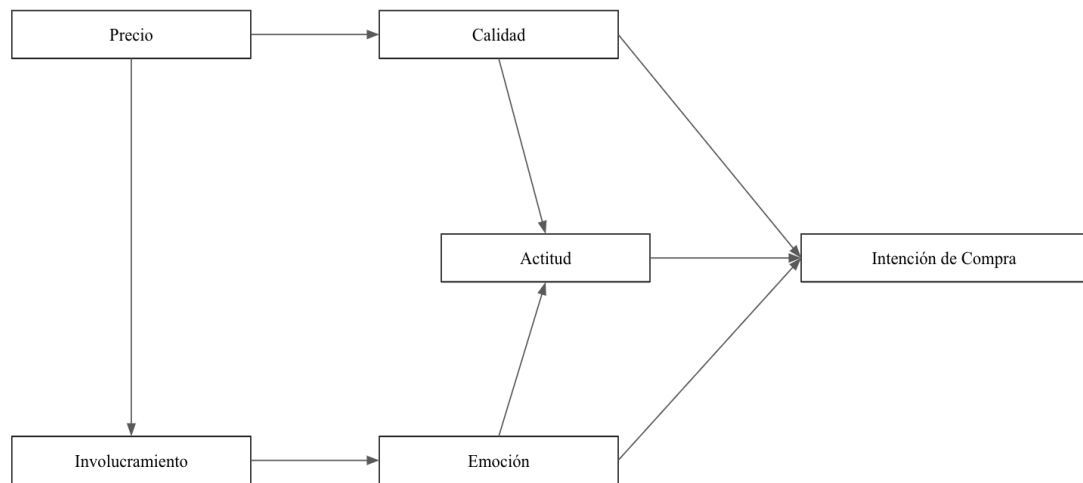 Precio
Calidad
Actitud
Intención de Compra
Involucramiento
Emoción